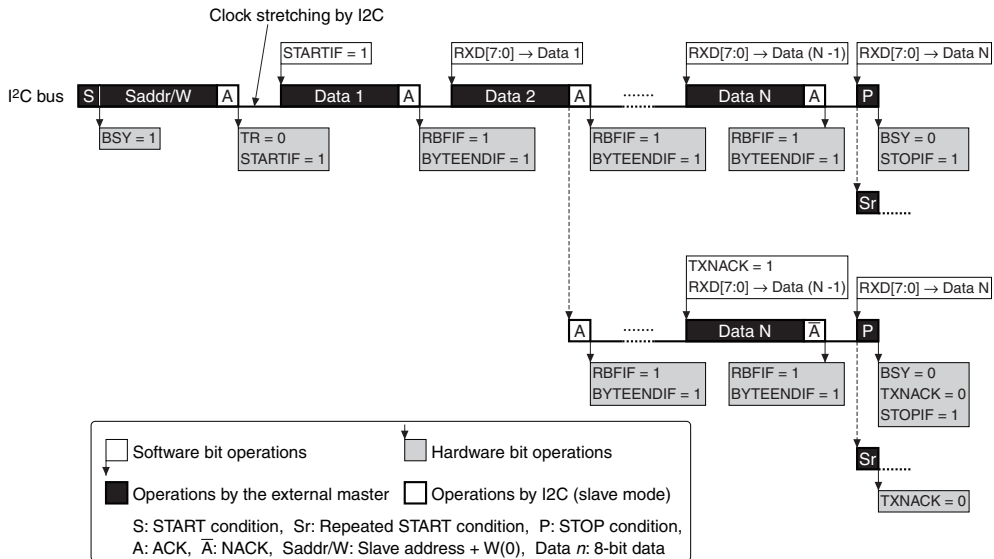 Clock stretching by I2C
STARTIF = 1
RXD[7:0] → Data 1
RXD[7:0] → Data (N -1)
RXD[7:0] → Data N
I²C bus
S Saddr/W A Data 1 A Data 2 A ........ Data N A P
BSY = 1
TR = 0
STARTIF = 1
RBFIF = 1
BYTEENDIF = 1
RBFIF = 1
BYTEENDIF = 1
RBFIF = 1
BYTEENDIF = 1
BSY = 0
STOPIF = 1
Sr
TXNACK = 1
RXD[7:0] → Data (N -1)
RXD[7:0] → Data N
A ........ Data N A̅ P
RBFIF = 1
BYTEENDIF = 1
RBFIF = 1
BYTEENDIF = 1
BSY = 0
TXNACK = 0
STOPIF = 1
Sr
TXNACK = 0
Software bit operations
Hardware bit operations
Operations by the external master
Operations by I2C (slave mode)
S: START condition, Sr: Repeated START condition, P: STOP condition,
A: ACK, A̅: NACK, Saddr/W: Slave address + W(0), Data n: 8-bit data